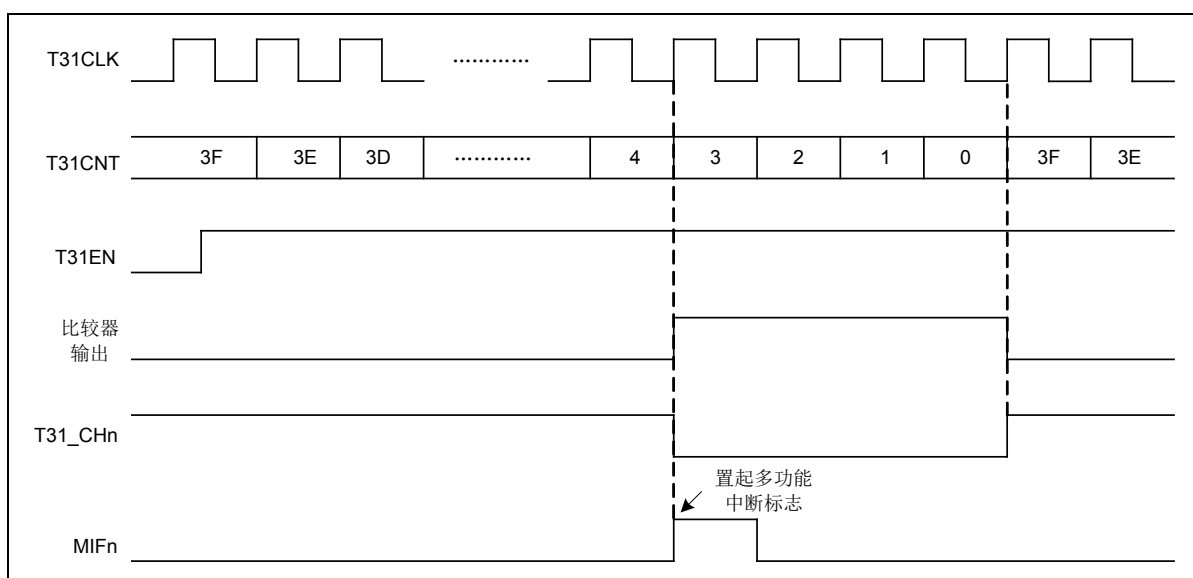 T31CLK
…………
T31CNT 3F 3E 3D ………… 4 3 2 1 0 3F 3E
T31EN
比较器
输出
T31_CHn
置起多功能
中断标志
MIFn